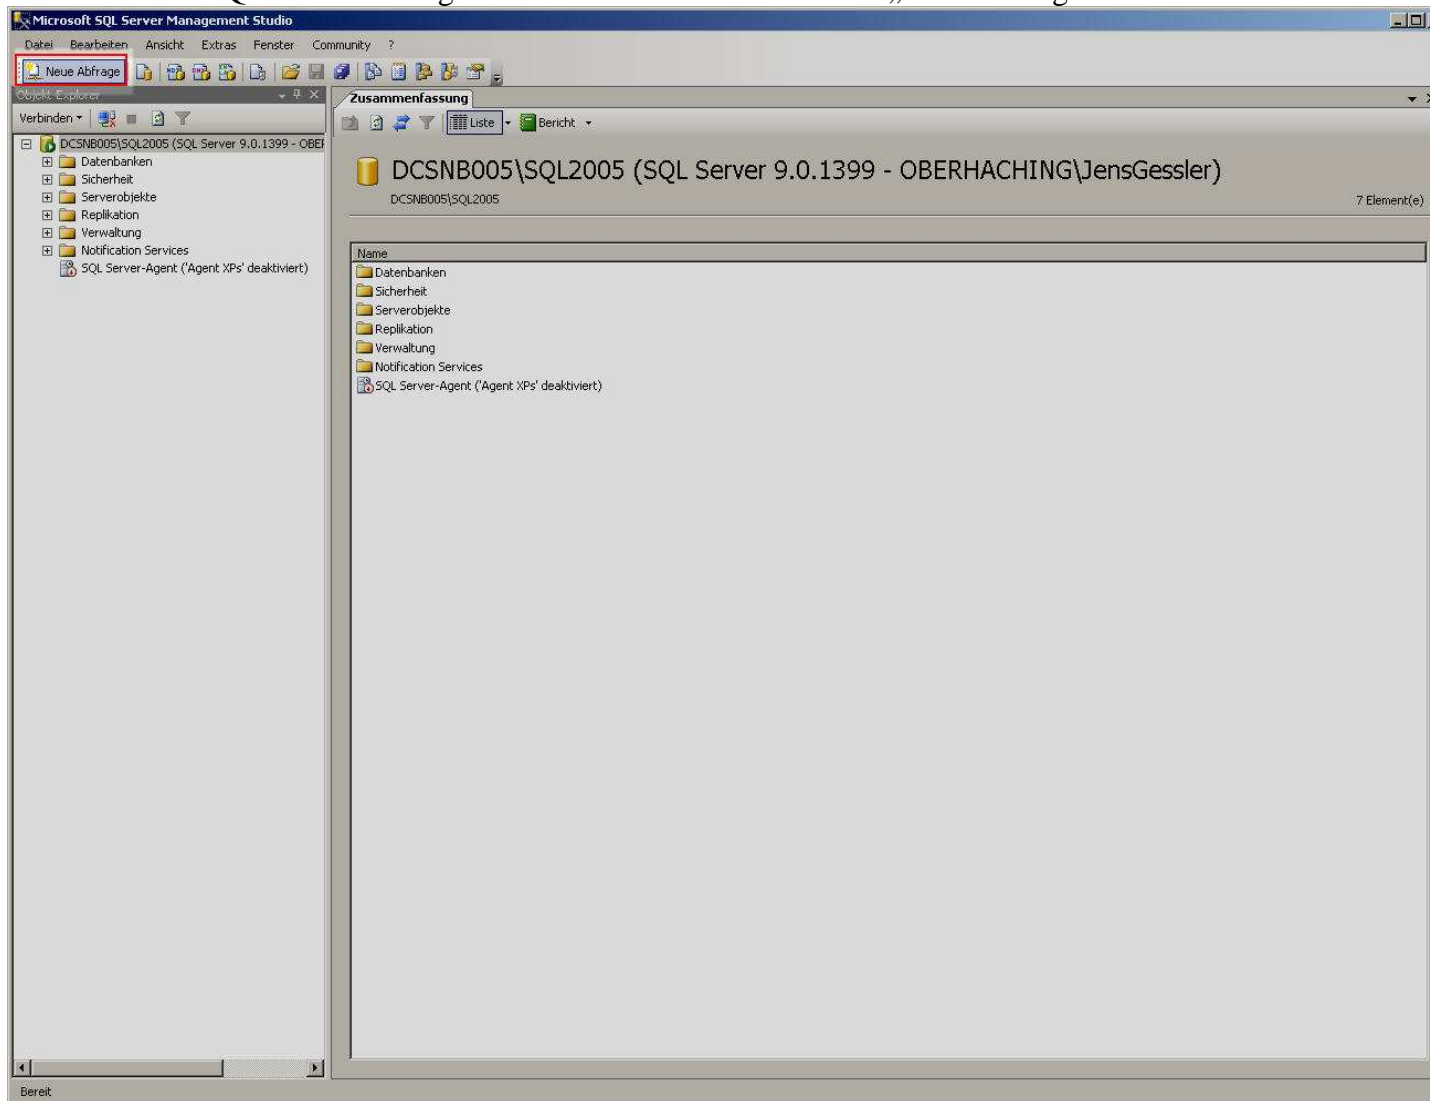 Microsoft SQL Server Management Studio
Datei Bearbeiten Ansicht Extras Fenster Community ?
Neue Abfrage
Objekt Explorer
Verbinden
DCSNB005\SQL2005 (SQL Server 9.0.1399 - OBER
Datenbanken
Sicherheit
Serverobjekte
Replikation
Verwaltung
Notification Services
SQL Server-Agent ('Agent XPs' deaktiviert)
Zusammenfassung
Liste Bericht
DCSNB005\SQL2005 (SQL Server 9.0.1399 - OBERHACHING\JensGessler)
DCSNB005\SQL2005
7 Element(e)
Name
Datenbanken
Sicherheit
Serverobjekte
Replikation
Verwaltung
Notification Services
SQL Server-Agent ('Agent XPs' deaktiviert)
Bereit